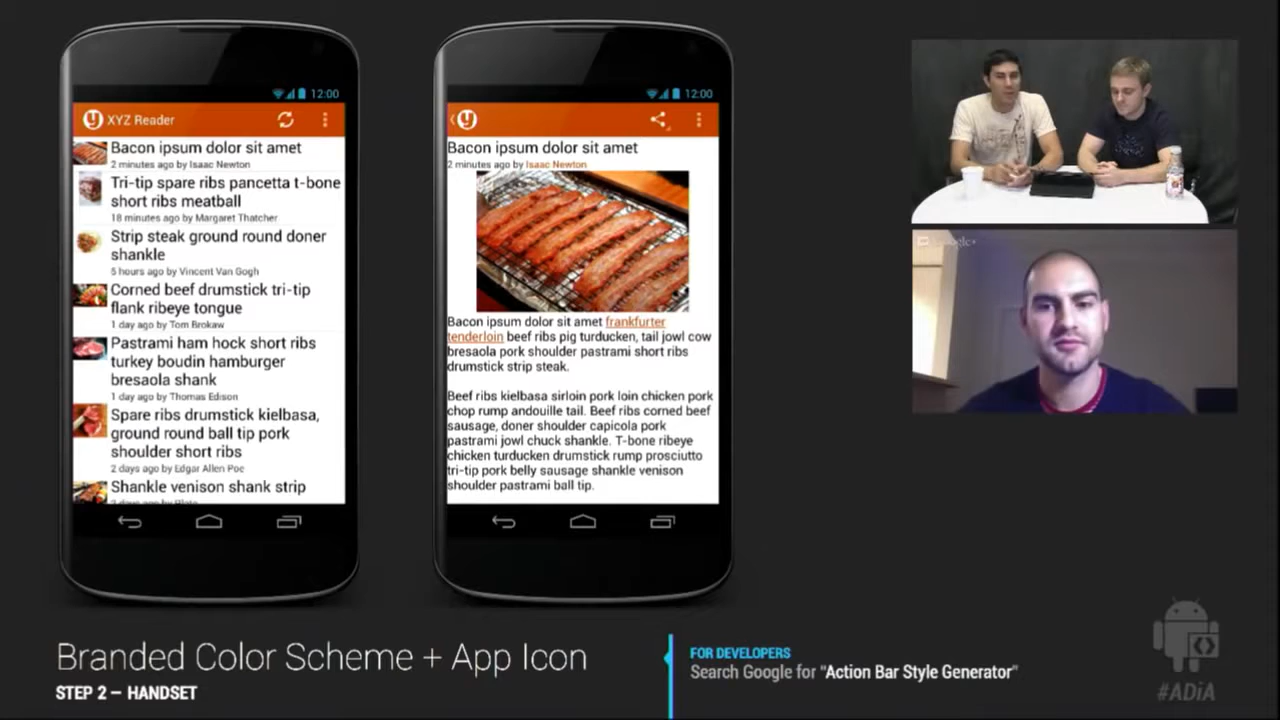 12:00
XYZ Reader
Bacon ipsum dolor sit amet
2 minutes ago by Isaac Newton
Tri-tip spare ribs pancetta t-bone
short ribs meatball
18 minutes ago by Margaret Thatcher
Strip steak ground round doner
shankle
5 hours ago by Vincent Van Gogh
Corned beef drumstick tri-tip
flank ribeye tongue
1 day ago by Tom Brokaw
Pastrami ham hock short ribs
turkey boudin hamburger
bresaola shank
1 day ago by Thomas Edison
Spare ribs drumstick kielbasa,
ground round ball tip pork
shoulder short ribs
2 days ago by Edgar Allen Poe
Shankle venison shank strip
12:00
Bacon ipsum dolor sit amet
2 minutes ago by Isaac Newton
Bacon ipsum dolor sit amet frankfurter
tenderloin beef ribs pig turducken, tail jowl cow
bresaola pork shoulder pastrami short ribs
drumstick strip steak.
Beef ribs kielbasa sirloin pork loin chicken pork
chop rump andouille tail. Beef ribs corned beef
sausage, doner shoulder capicola pork
pastrami jowl chuck shankle. T-bone ribeye
chicken turducken drumstick rump prosciutto
tri-tip pork belly sausage shankle venison
shoulder pastrami ball tip.
Branded Color Scheme + App Icon
STEP 2 – HANDSET
FOR DEVELOPERS
Search Google for "Action Bar Style Generator"
#ADiA